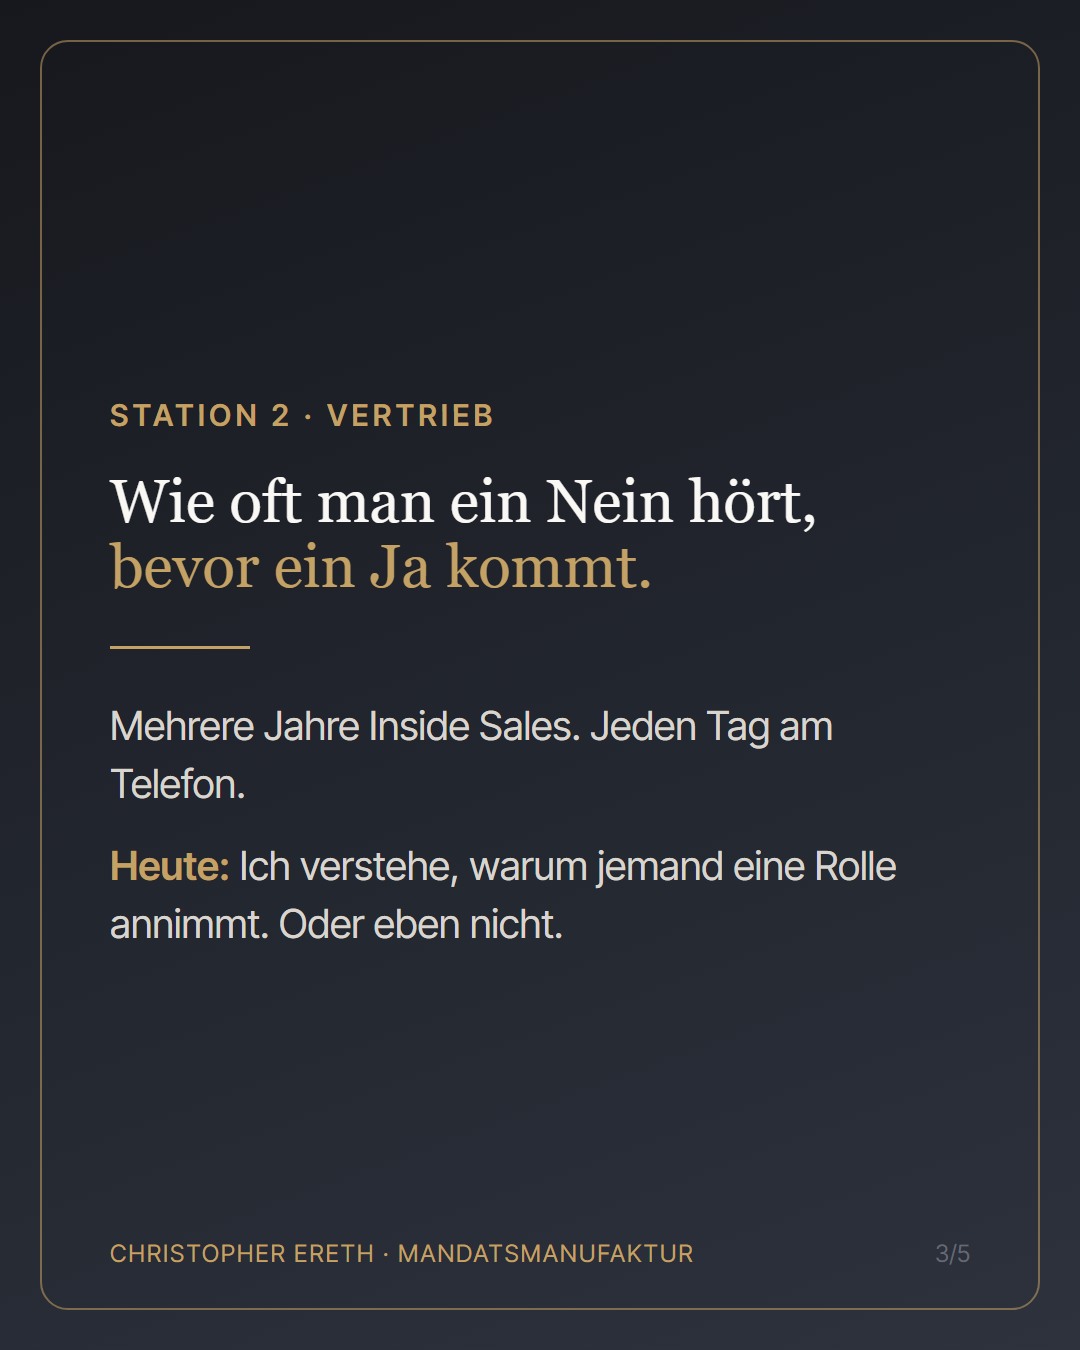 STATION 2 · VERTRIEB
Wie oft man ein Nein hört,
bevor ein Ja kommt.
Mehrere Jahre Inside Sales. Jeden Tag am
Telefon.
Heute: Ich verstehe, warum jemand eine Rolle
annimmt. Oder eben nicht.
CHRISTOPHER ERETH · MANDATSMANUFAKTUR
3/5